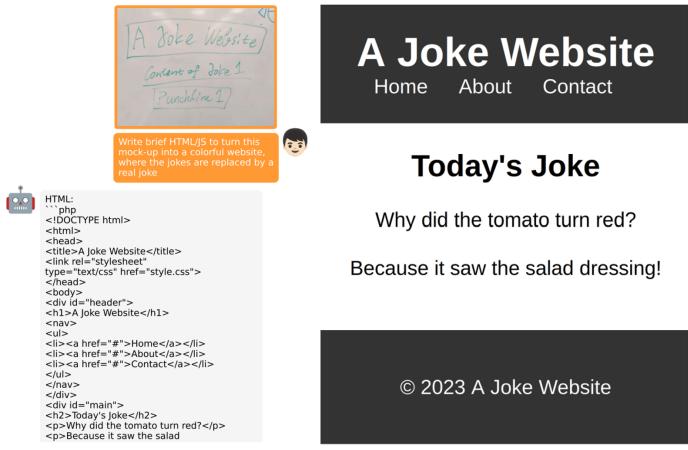 A Joke Website
Content of Joke 1
[Punchline 1]
Write brief HTML/JS to turn this
mock-up into a colorful website,
where the jokes are replaced by a
real joke
HTML:
```php
<!DOCTYPE html>
<html>
<head>
<title>A Joke Website</title>
<link rel="stylesheet"
type="text/css" href="style.css">
</head>
<body>
<div id="header">
<h1>A Joke Website</h1>
<nav>
<ul>
<li><a href="#">Home</a></li>
<li><a href="#">About</a></li>
<li><a href="#">Contact</a></li>
</ul>
</nav>
</div>
<div id="main">
<h2>Today's Joke</h2>
<p>Why did the tomato turn red?</p>
<p>Because it saw the salad
A Joke Website
Home About Contact
Today's Joke
Why did the tomato turn red?
Because it saw the salad dressing!
© 2023 A Joke Website